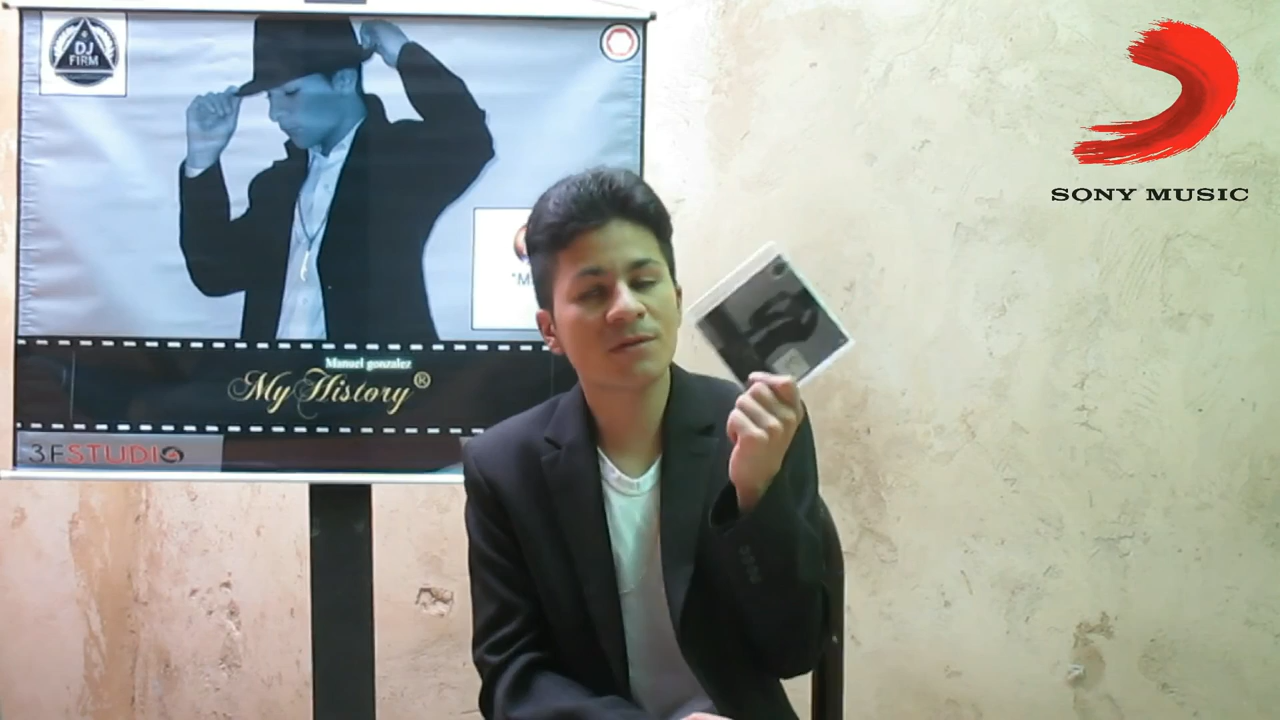 DJ
FIRM
SONY MUSIC
"M
Manuel gonzalez
My History®
3FSTUDIO